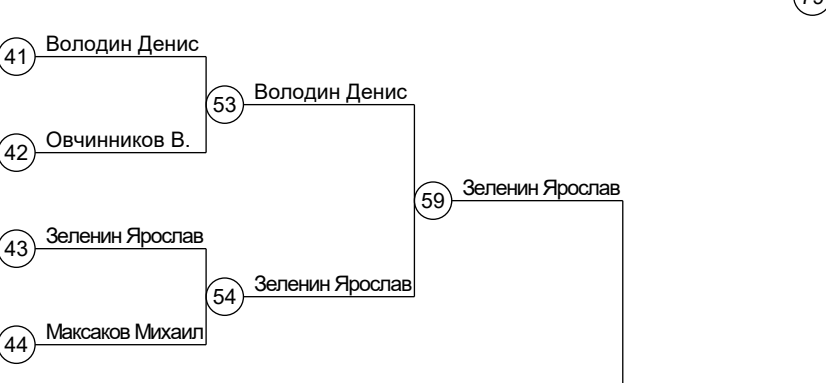 41 Володин Денис
53 Володин Денис
42 Овчинников В.
59 Зеленин Ярослав
43 Зеленин Ярослав
54 Зеленин Ярослав
44 Максаков Михаил